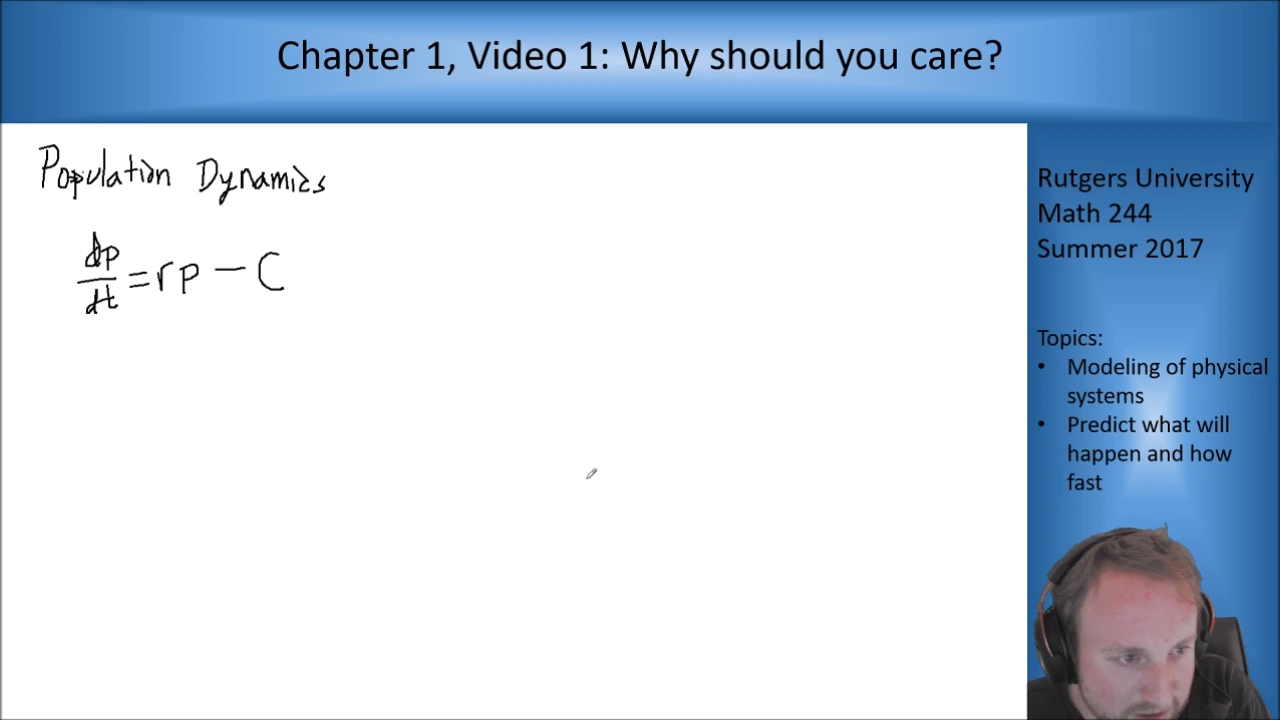 Chapter 1, Video 1: Why should you care?
Population Dynamics
dp/dt = rp − C
Rutgers University
Math 244
Summer 2017
Topics:
• Modeling of physical
systems
• Predict what will
happen and how
fast